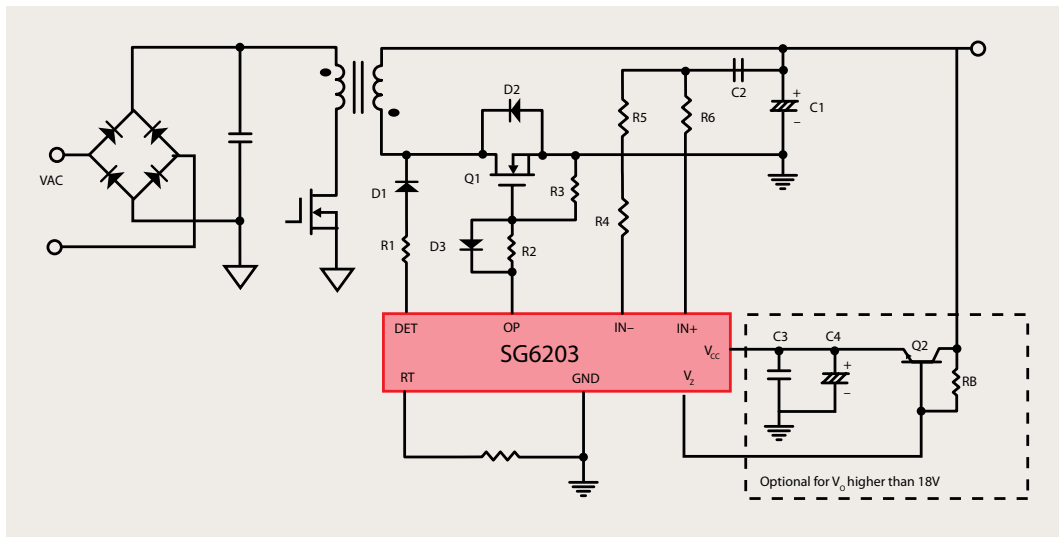 D2
C2
+
C1
−
R5
R6
VAC
D1
Q1
R3
R4
R1
D3
R2
DET
OP
IN−
IN+
SG6203
VCC
RT
GND
VZ
C3
C4
Q2
+
−
RB
Optional for VO higher than 18V